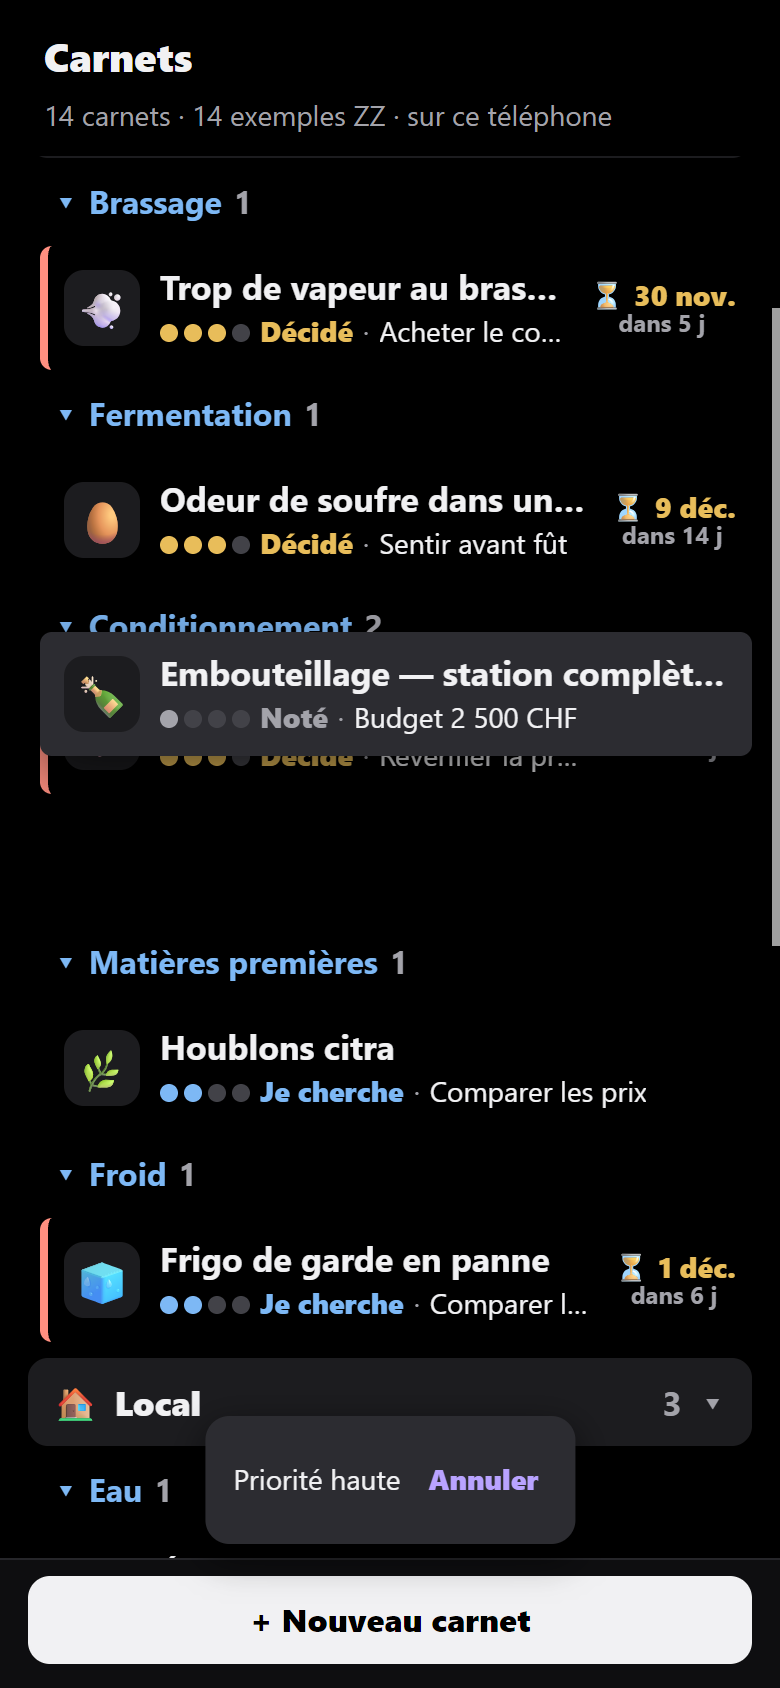 Carnets
14 carnets · 14 exemples ZZ · sur ce téléphone
▼ Brassage 1
Trop de vapeur au bras…
⏳ 30 nov.
Décidé · Acheter le co…
dans 5 j
▼ Fermentation 1
Odeur de soufre dans un…
⏳ 9 déc.
Décidé · Sentir avant fût
dans 14 j
▼ Conditionnement 2
Embouteillage — station complèt…
Noté · Budget 2 500 CHF
Décidé · Revérifier la pr…
▼ Matières premières 1
Houblons citra
Je cherche · Comparer les prix
▼ Froid 1
Frigo de garde en panne
⏳ 1 déc.
Je cherche · Comparer l…
dans 6 j
Local 3 ▼
Priorité haute Annuler
▼ Eau 1
+ Nouveau carnet